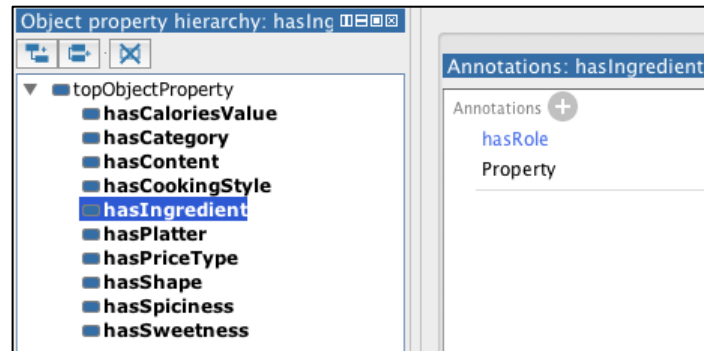 Object property hierarchy: hasIng
topObjectProperty
hasCaloriesValue
hasCategory
hasContent
hasCookingStyle
hasIngredient
hasPlatter
hasPriceType
hasShape
hasSpiciness
hasSweetness
Annotations: hasIngredient
Annotations
hasRole
Property